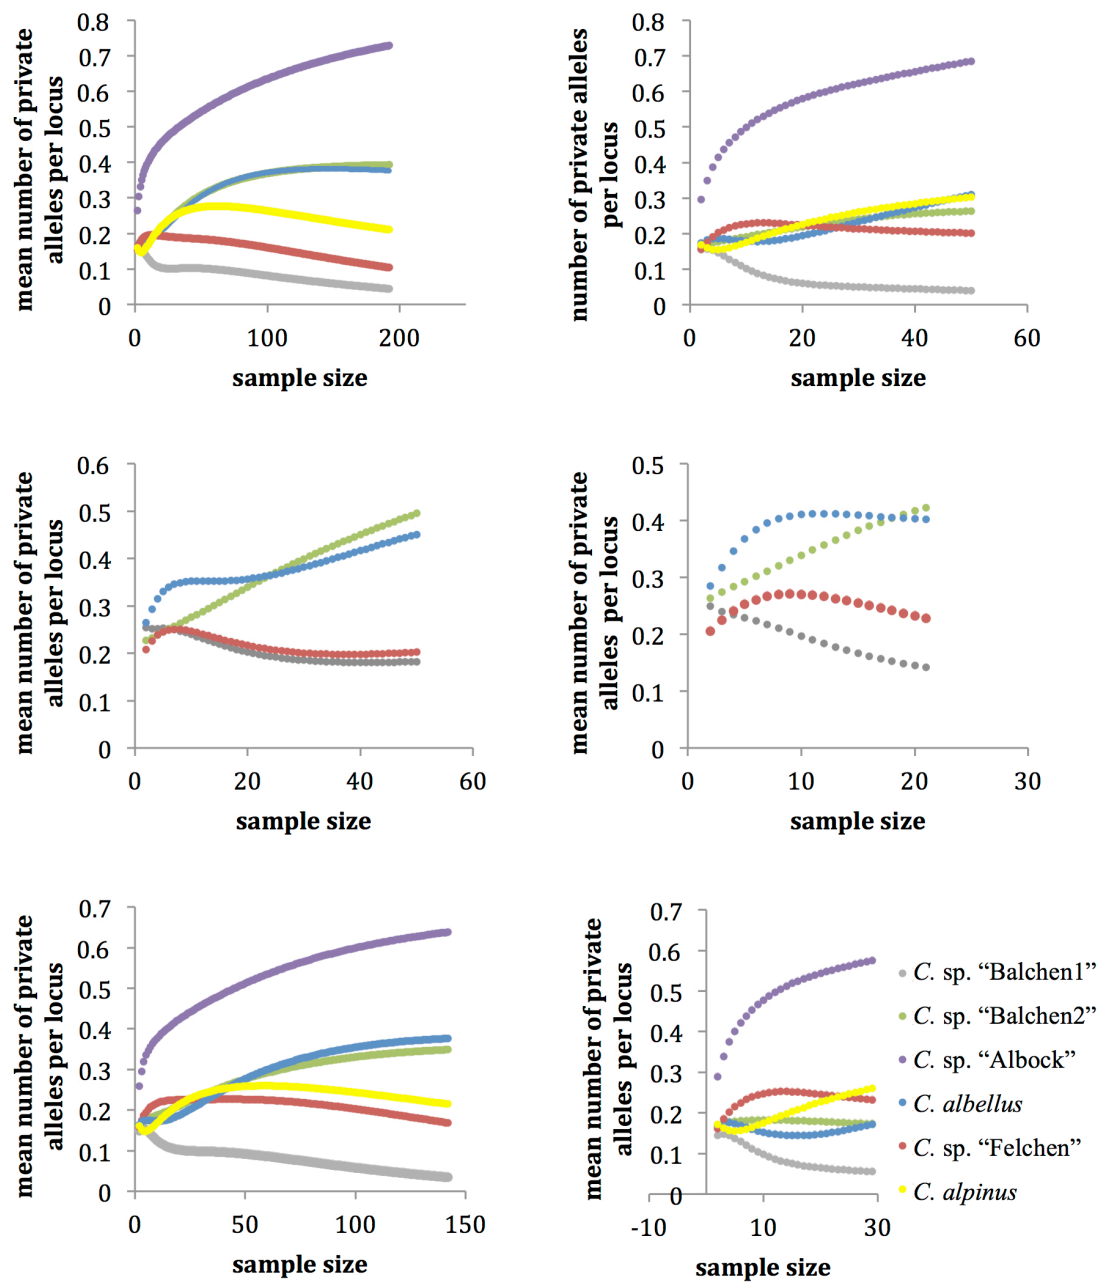 mean number of private
alleles per locus
0.8
0.7
0.6
0.5
0.4
0.3
0.2
0.1
0
0 100 200
sample size
number of private alleles
per locus
0.8
0.7
0.6
0.5
0.4
0.3
0.2
0.1
0
0 20 40 60
sample size
mean number of private
alleles per locus
0.6
0.5
0.4
0.3
0.2
0.1
0
0 20 40 60
sample size
mean number of private
alleles per locus
0.5
0.4
0.3
0.2
0.1
0
0 10 20 30
sample size
mean number of private
alleles per locus
0.7
0.6
0.5
0.4
0.3
0.2
0.1
0
0 50 100 150
sample size
mean number of private
alleles per locus
0.7
0.6
0.5
0.4
0.3
0.2
0.1
0
-10 10 30
sample size
C. sp. “Balchen1”
C. sp. “Balchen2”
C. sp. “Albock”
C. albellus
C. sp. “Felchen”
C. alpinus